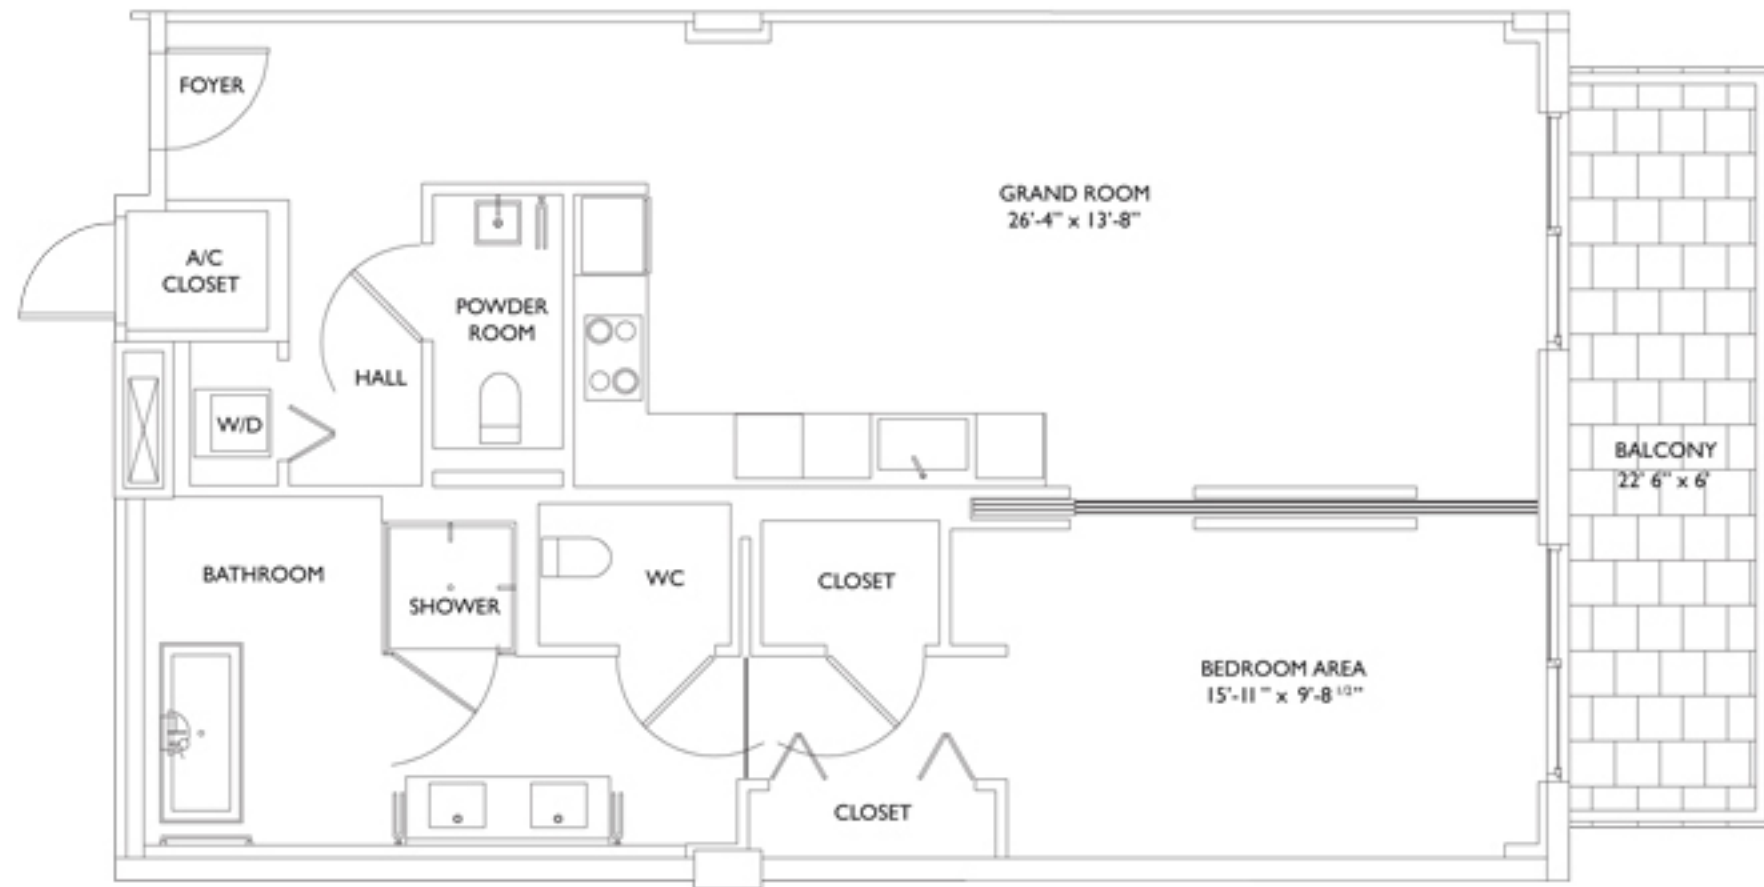 FOYER
GRAND ROOM
26'-4" x 13'-8"
A/C
CLOSET
POWDER
ROOM
HALL
W/D
BALCONY
22' 6" x 6'
BATHROOM
SHOWER
WC
CLOSET
BEDROOM AREA
15'-11" x 9'-8 1/2"
CLOSET